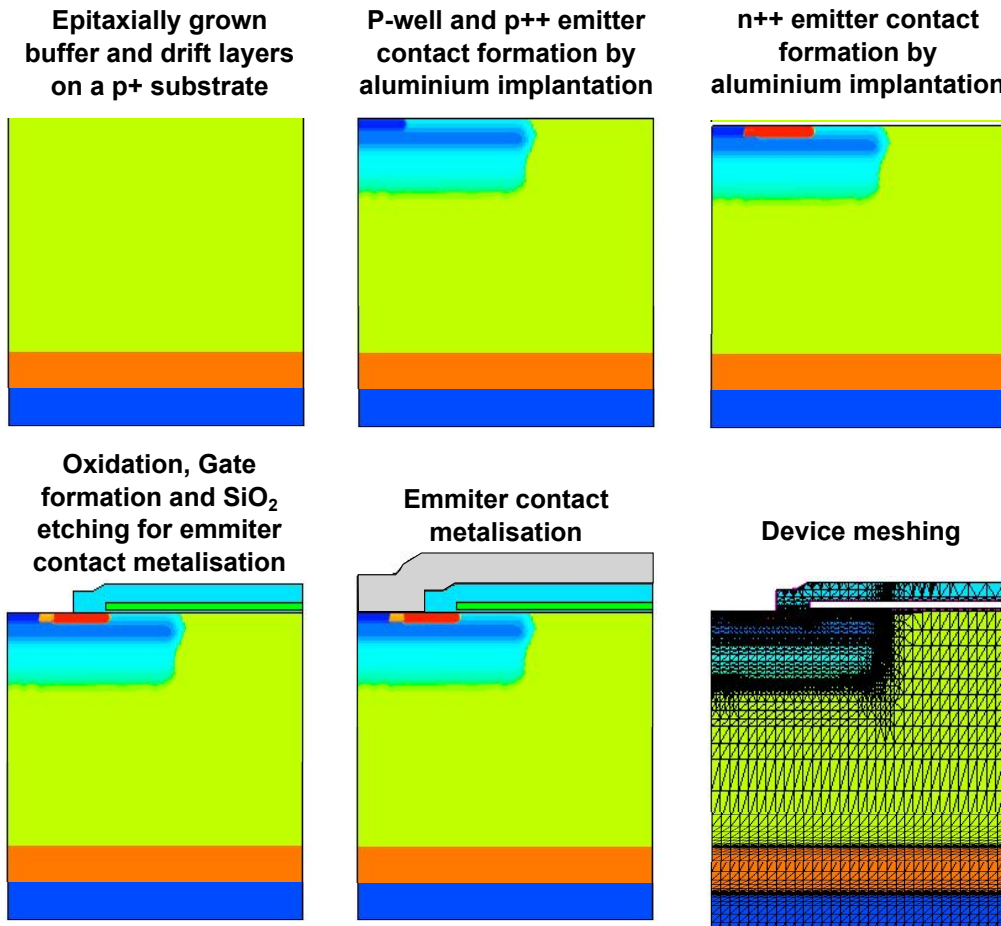 Epitaxially grown
buffer and drift layers
on a p+ substrate
P-well and p++ emitter
contact formation by
aluminium implantation
n++ emitter contact
formation by
aluminium implantation
Oxidation, Gate
formation and SiO₂
etching for emmiter
contact metalisation
Emmiter contact
metalisation
Device meshing